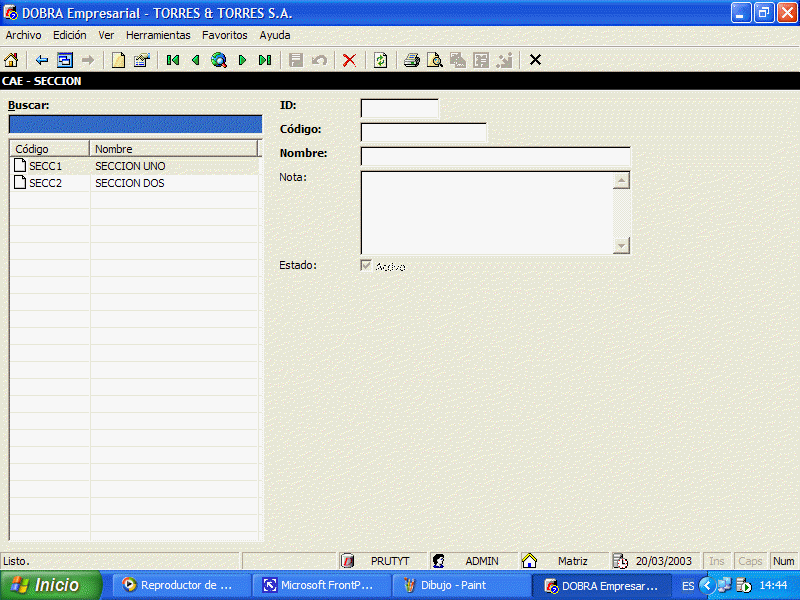 DOBRA Empresarial - TORRES & TORRES S.A.
Archivo Edición Ver Herramientas Favoritos Ayuda
CAE - SECCION
Buscar:
Código Nombre
SECC1 SECCION UNO
SECC2 SECCION DOS
ID:
Código:
Nombre:
Nota:
Estado: Activo
Listo. PRUTYT ADMIN Matriz 20/03/2003 Ins Caps Num
Inicio Reproductor de ... Microsoft FrontP... Dibujo - Paint DOBRA Empresar... ES 14:44